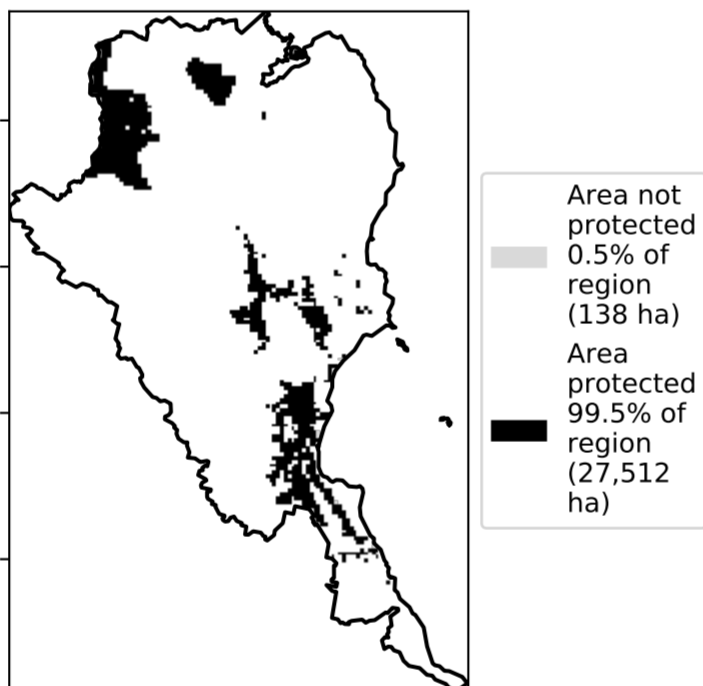 Area not
protected
0.5% of
region
(138 ha)
Area
protected
99.5% of
region
(27,512
ha)